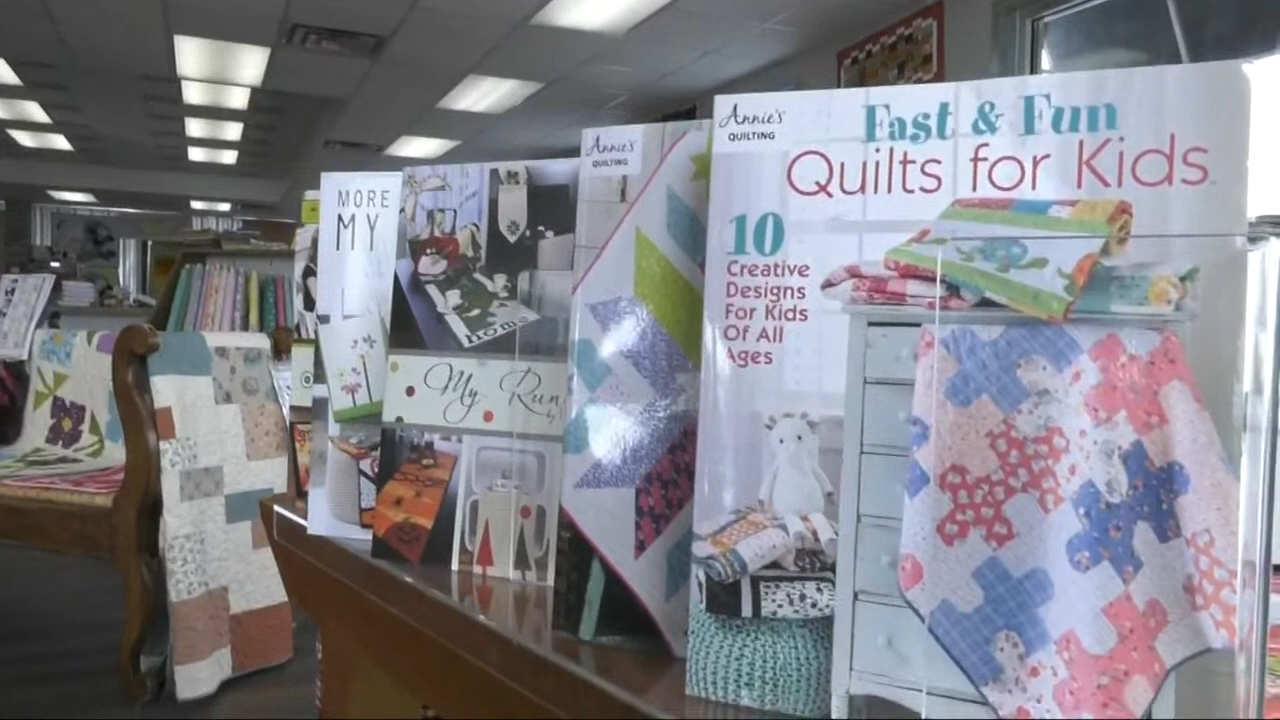 MORE
MY
home
My Run
Annie's
QUILTING
Annie's
QUILTING
Fast & Fun
Quilts for Kids
10
Creative
Designs
For Kids
Of All
Ages